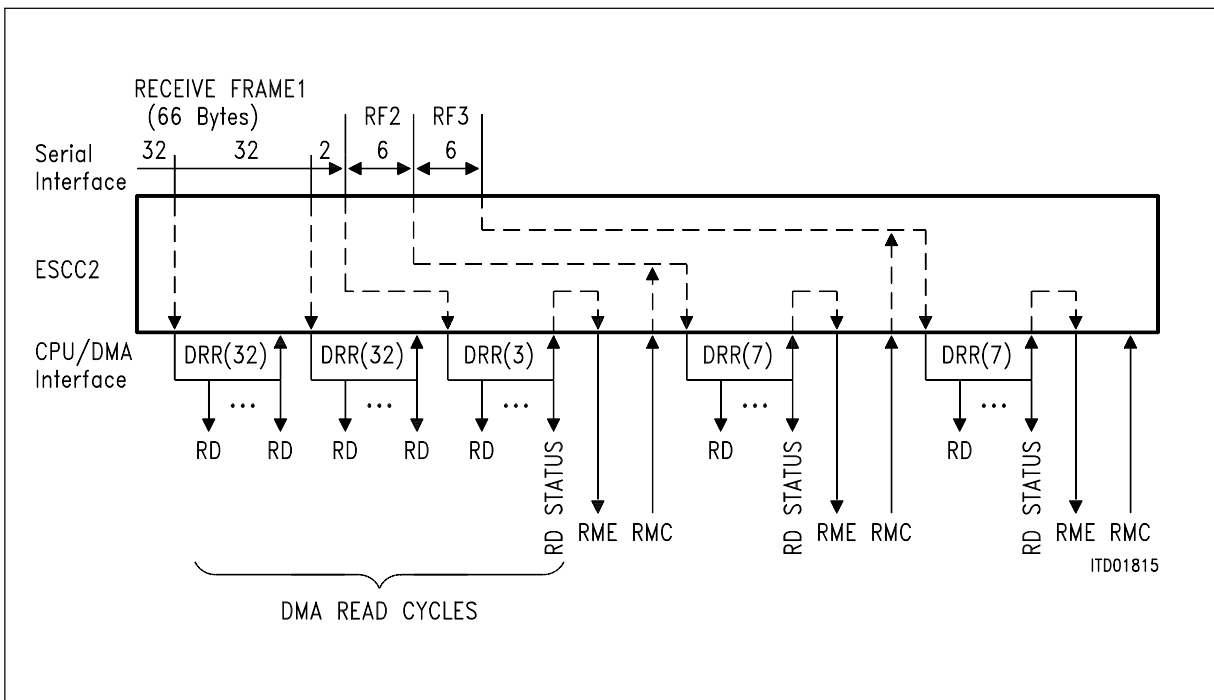 RECEIVE FRAME1
(66 Bytes)
RF2 RF3
Serial
Interface
32 32 2 6 6
ESCC2
CPU/DMA
Interface
DRR(32) DRR(32) DRR(3) DRR(7) DRR(7)
... ... ... ... ...
RD RD RD RD RD RD STATUS RD RD STATUS RD RD STATUS
RME RMC RME RMC RME RMC
ITD01815
DMA READ CYCLES